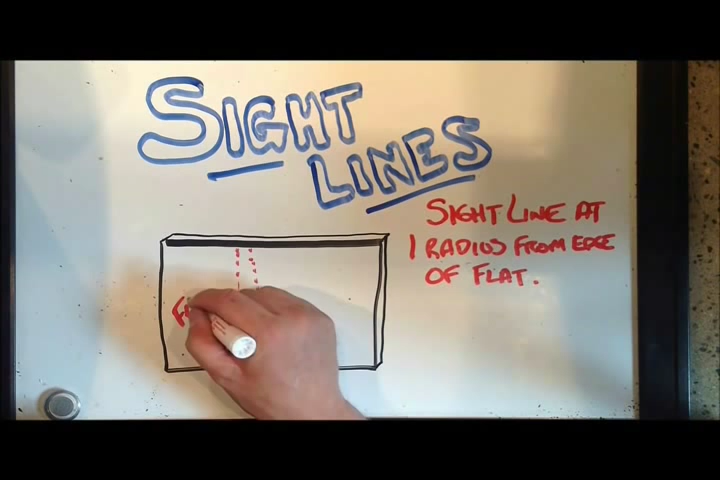 SIGHT
LINES
SIGHT LINE AT
1 RADIUS FROM EDGE
OF FLAT.